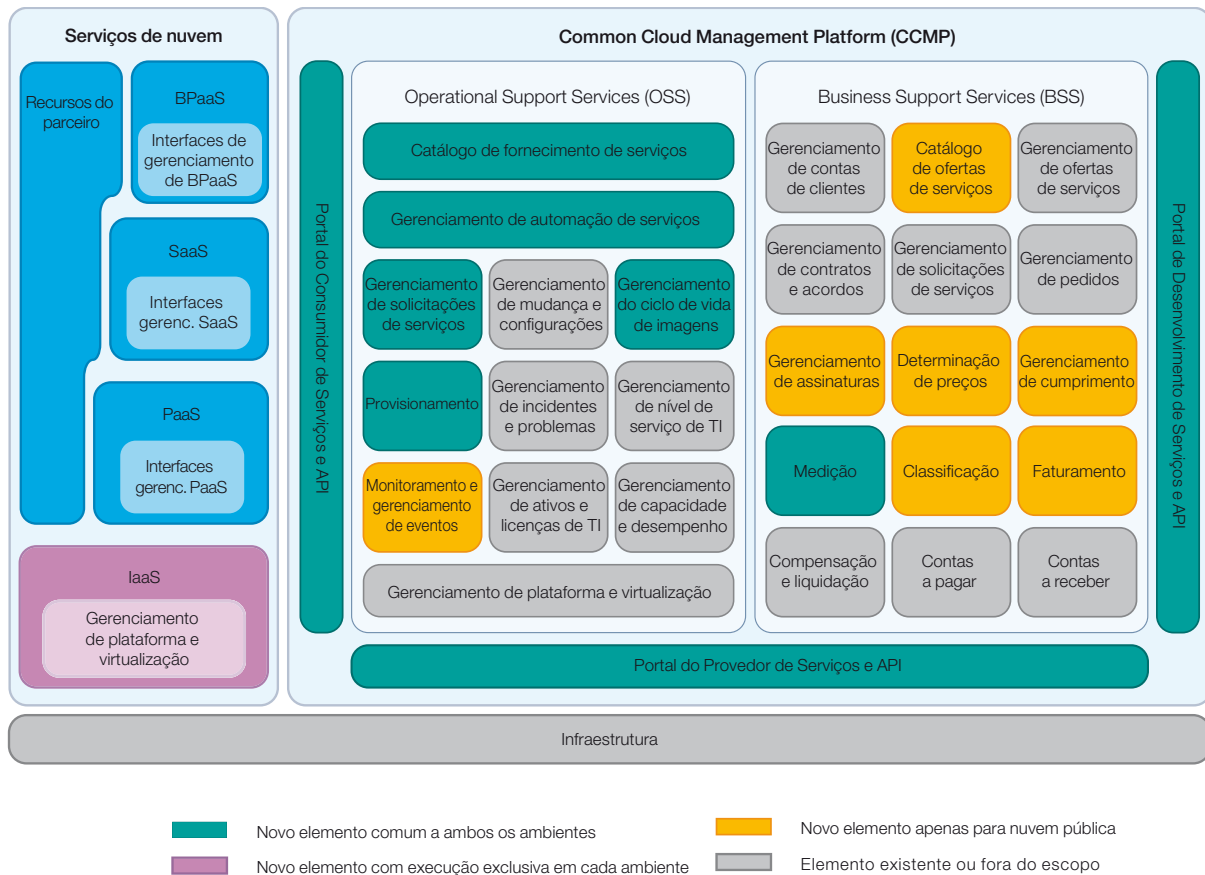 Serviços de nuvem
Recursos do
parceiro
BPaaS
Interfaces de
gerenciamento
de BPaaS
SaaS
Interfaces
gerenc. SaaS
PaaS
Interfaces
gerenc. PaaS
IaaS
Gerenciamento
de plataforma e
virtualização
Common Cloud Management Platform (CCMP)
Portal do Consumidor de Serviços e API
Operational Support Services (OSS)
Catálogo de fornecimento de serviços
Gerenciamento de automação de serviços
Gerenciamento
de solicitações
de serviços
Gerenciamento
de mudança e
configurações
Gerenciamento
do ciclo de vida
de imagens
Provisionamento
Gerenciamento
de incidentes
e problemas
Gerenciamento
de nível de
serviço de TI
Monitoramento e
gerenciamento
de eventos
Gerenciamento
de ativos e
licenças de TI
Gerenciamento
de capacidade
e desempenho
Gerenciamento de plataforma e virtualização
Business Support Services (BSS)
Gerenciamento
de contas
de clientes
Catálogo
de ofertas
de serviços
Gerenciamento
de ofertas
de serviços
Gerenciamento
de contratos
e acordos
Gerenciamento
de solicitações de
serviços
Gerenciamento
de pedidos
Gerenciamento
de assinaturas
Determinação
de preços
Gerenciamento
de cumprimento
Medição
Classificação
Faturamento
Compensação
e liquidação
Contas
a pagar
Contas
a receber
Portal de Desenvolvimento de Serviços e API
Portal do Provedor de Serviços e API
Infraestrutura
Novo elemento comum a ambos os ambientes
Novo elemento apenas para nuvem pública
Novo elemento com execução exclusiva em cada ambiente
Elemento existente ou fora do escopo